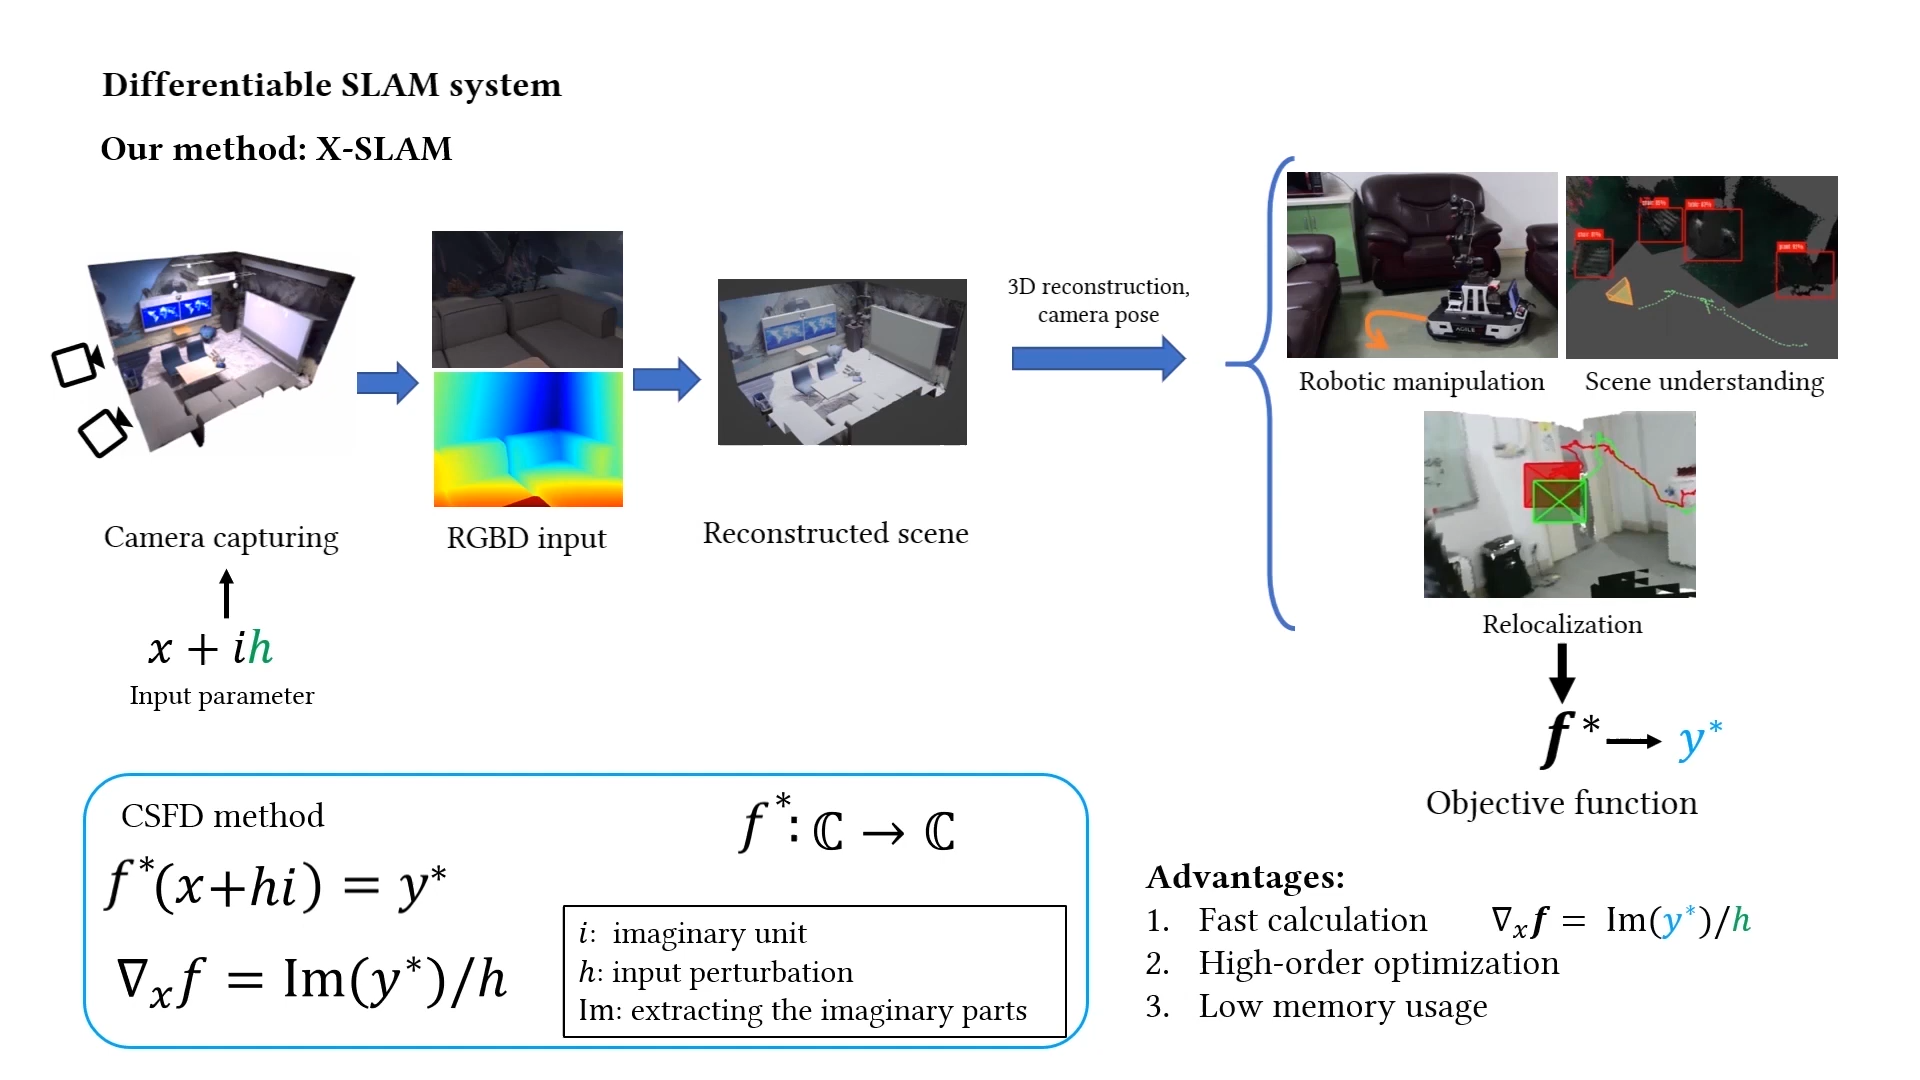 Differentiable SLAM system
Our method: X-SLAM
3D reconstruction,
camera pose
Robotic manipulation
Scene understanding
Camera capturing
RGBD input
Reconstructed scene
Relocalization
x + ih
Input parameter
f* → y*
Objective function
CSFD method
f*: ℂ → ℂ
f*(x+hi) = y*
∇ₓf = Im(y*)/h
i: imaginary unit
h: input perturbation
Im: extracting the imaginary parts
Advantages:
1. Fast calculation ∇ₓf = Im(y*)/h
2. High-order optimization
3. Low memory usage